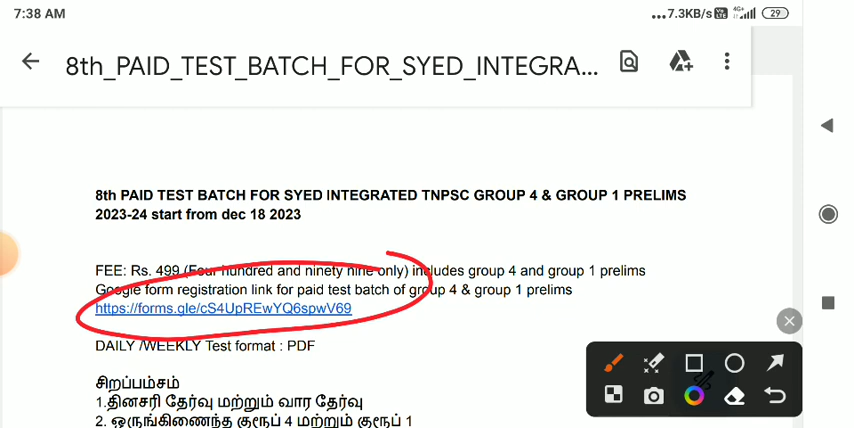 7:38 AM
...7.3KB/s Vo LTE 4G+ 29
8th_PAID_TEST_BATCH_FOR_SYED_INTEGRA...
8th PAID TEST BATCH FOR SYED INTEGRATED TNPSC GROUP 4 & GROUP 1 PRELIMS
2023-24 start from dec 18 2023
FEE: Rs. 499 (Four hundred and ninety nine only) includes group 4 and group 1 prelims
Google form registration link for paid test batch of group 4 & group 1 prelims
https://forms.gle/cS4UpREwYQ6spwV69
DAILY /WEEKLY Test format : PDF
சிறப்பம்சம்
1.தினசரி தேர்வு மற்றும் வார தேர்வு
2. ஒருங்கிணைந்த குரூப் 4 மற்றும் குரூப் 1